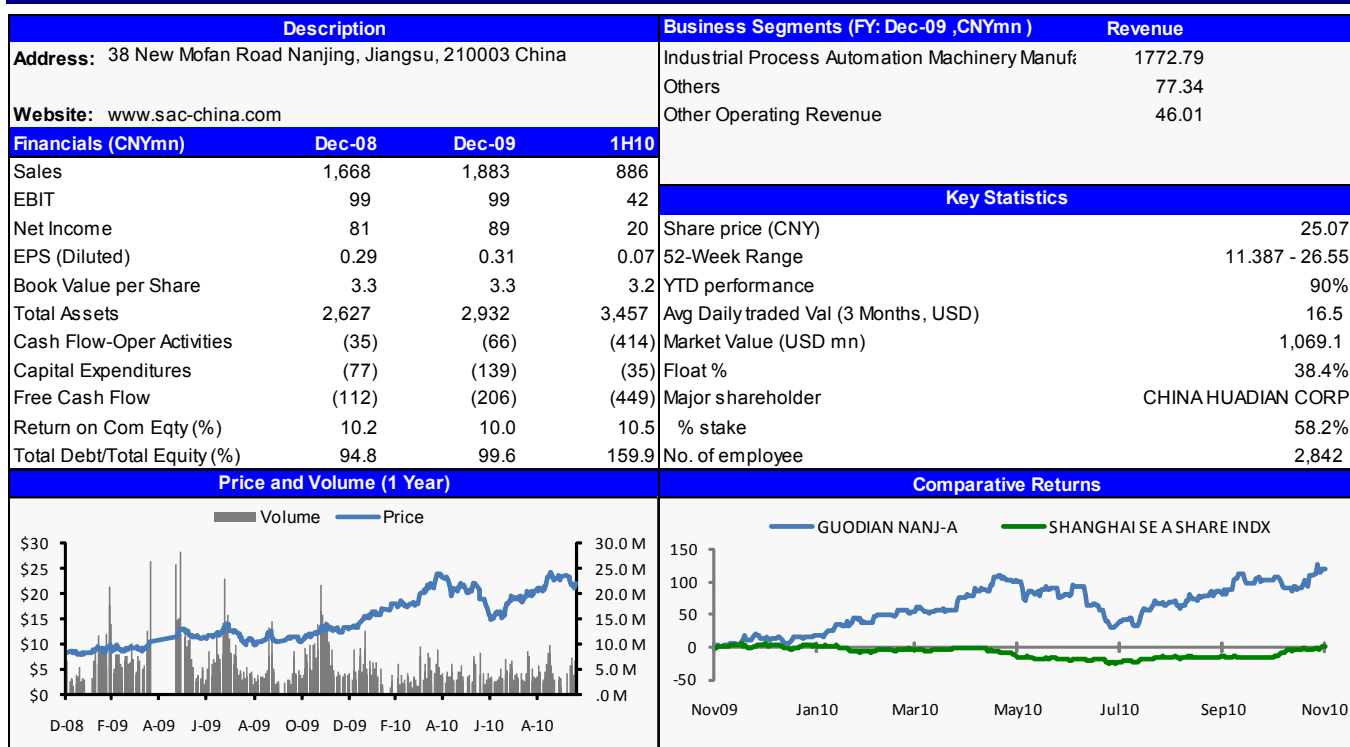 Description
Address: 38 New Mofan Road Nanjing, Jiangsu, 210003 China
Website: www.sac-china.com
Business Segments (FY: Dec-09 ,CNYmn ) Revenue
Industrial Process Automation Machinery Manufa 1772.79
Others 77.34
Other Operating Revenue 46.01
Financials (CNYmn) Dec-08 Dec-09 1H10
Sales 1,668 1,883 886
EBIT 99 99 42
Net Income 81 89 20
EPS (Diluted) 0.29 0.31 0.07
Book Value per Share 3.3 3.3 3.2
Total Assets 2,627 2,932 3,457
Cash Flow-Oper Activities (35) (66) (414)
Capital Expenditures (77) (139) (35)
Free Cash Flow (112) (206) (449)
Return on Com Eqty (%) 10.2 10.0 10.5
Total Debt/Total Equity (%) 94.8 99.6 159.9
Key Statistics
Share price (CNY) 25.07
52-Week Range 11.387 - 26.55
YTD performance 90%
Avg Daily traded Val (3 Months, USD) 16.5
Market Value (USD mn) 1,069.1
Float % 38.4%
Major shareholder CHINA HUADIAN CORP
% stake 58.2%
No. of employee 2,842
Price and Volume (1 Year)
Volume Price
$30 30.0 M
$25 25.0 M
$20 20.0 M
$15 15.0 M
$10 10.0 M
$5 5.0 M
$0 .0 M
D-08 F-09 A-09 J-09 A-09 O-09 D-09 F-10 A-10 J-10 A-10
Comparative Returns
GUODIAN NANJ-A SHANGHAI SE A SHARE INDX
150
100
50
0
-50
Nov09 Jan10 Mar10 May10 Jul10 Sep10 Nov10